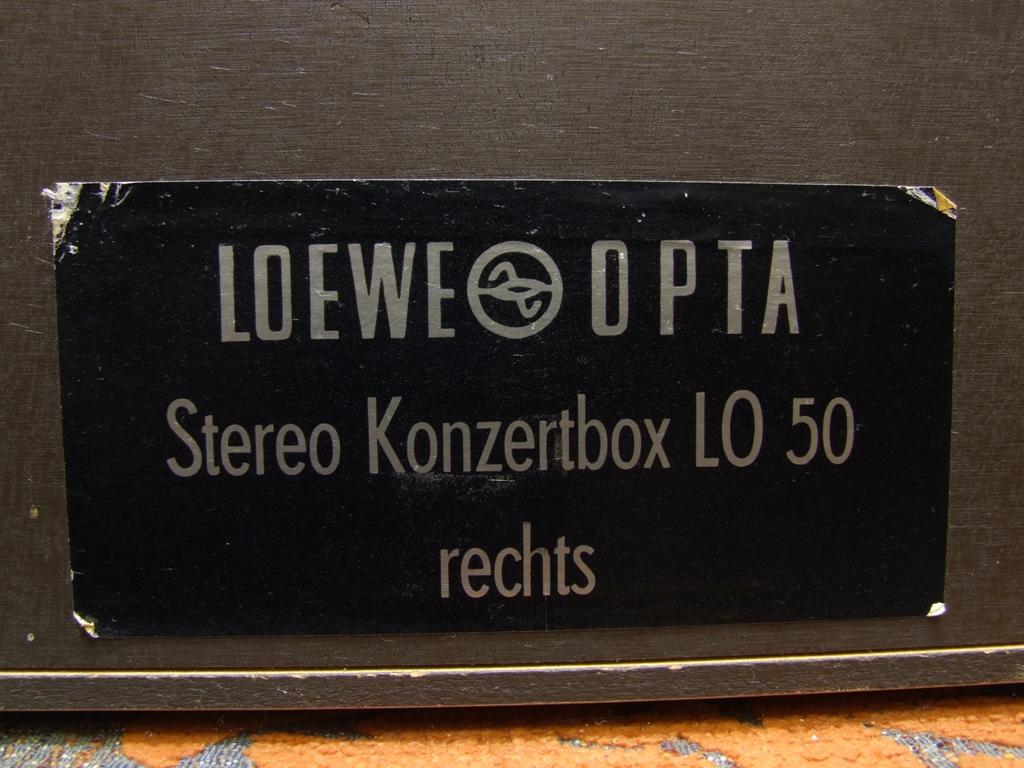 LOEWE OPTA
Stereo Konzertbox LO 50
rechts